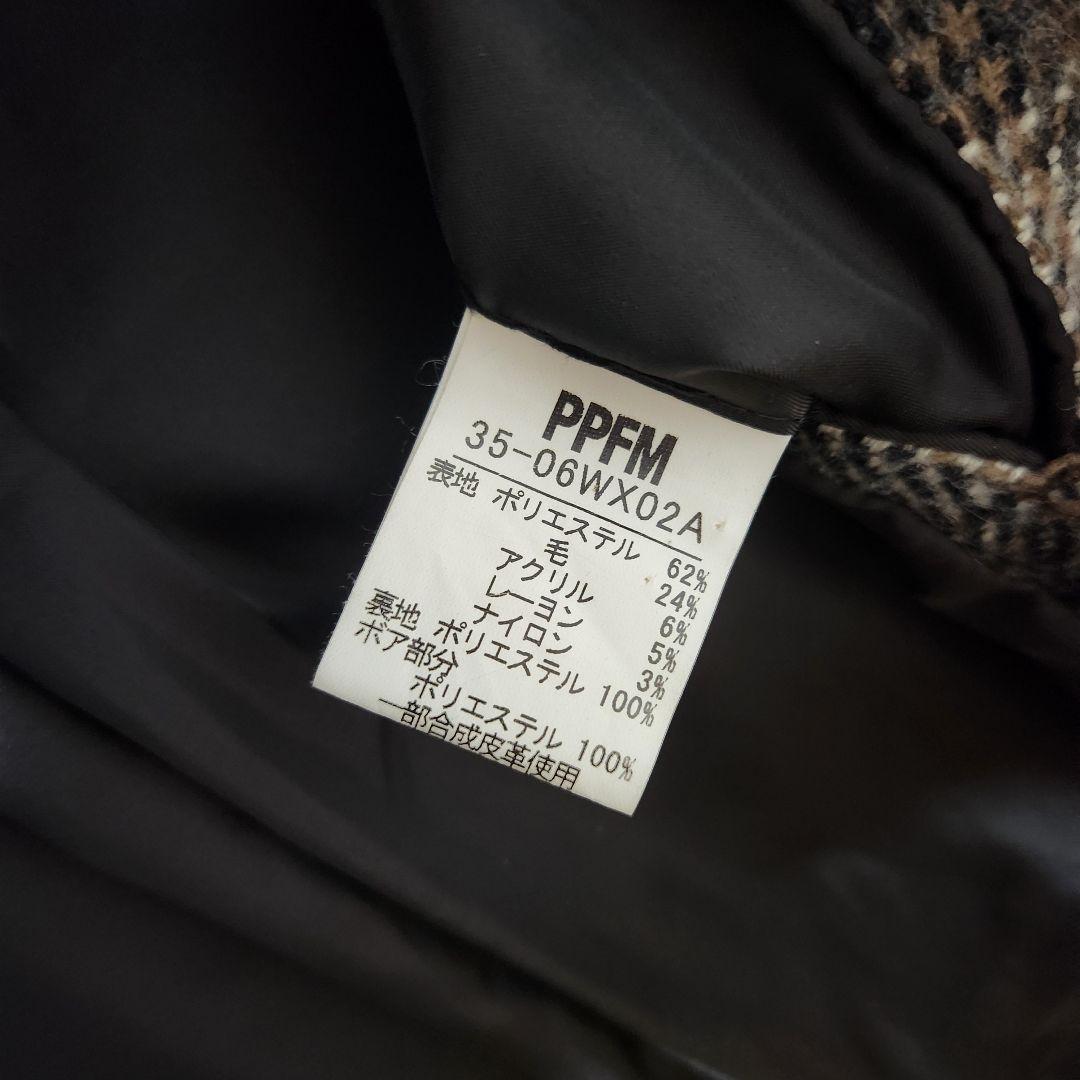 PPFM
35-06WX02A
表地 ポリエステル 62%
毛 24%
アクリル 6%
レーヨン 5%
ナイロン 3%
裏地 ポリエステル 100%
ボア部分
ポリエステル 100%
一部合成皮革使用